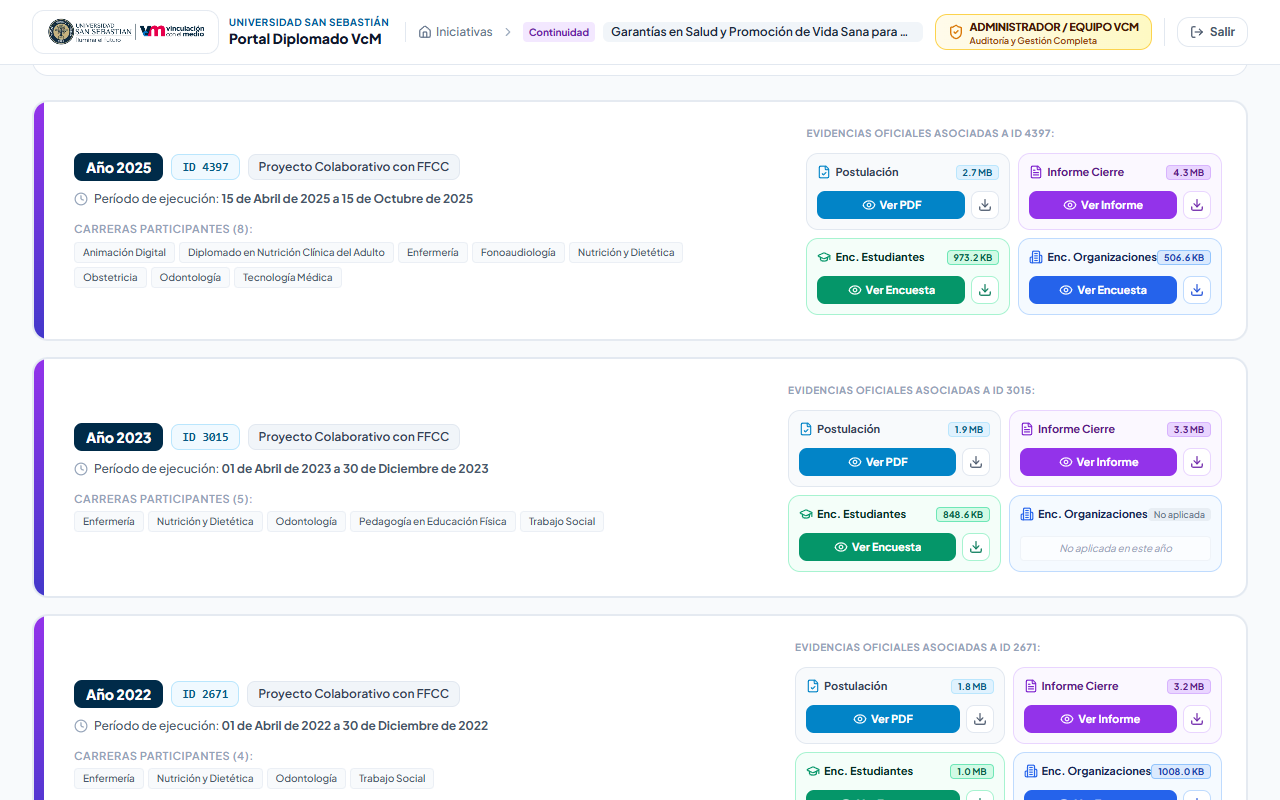 UNIVERSIDAD
SAN SEBASTIAN
Ilumina el futuro
vm vinculación
con el medio
UNIVERSIDAD SAN SEBASTIÁN
Portal Diplomado VcM
Iniciativas
Continuidad
Garantías en Salud y Promoción de Vida Sana para ...
ADMINISTRADOR / EQUIPO VCM
Auditoría y Gestión Completa
Salir
Año 2025
ID 4397
Proyecto Colaborativo con FFCC
Período de ejecución: 15 de Abril de 2025 a 15 de Octubre de 2025
CARRERAS PARTICIPANTES (8):
Animación Digital
Diplomado en Nutrición Clínica del Adulto
Enfermería
Fonoaudiología
Nutrición y Dietética
Obstetricia
Odontología
Tecnología Médica
EVIDENCIAS OFICIALES ASOCIADAS A ID 4397:
Postulación
2.7 MB
Ver PDF
Informe Cierre
4.3 MB
Ver Informe
Enc. Estudiantes
973.2 KB
Ver Encuesta
Enc. Organizaciones
506.6 KB
Ver Encuesta
Año 2023
ID 3015
Proyecto Colaborativo con FFCC
Período de ejecución: 01 de Abril de 2023 a 30 de Diciembre de 2023
CARRERAS PARTICIPANTES (5):
Enfermería
Nutrición y Dietética
Odontología
Pedagogía en Educación Física
Trabajo Social
EVIDENCIAS OFICIALES ASOCIADAS A ID 3015:
Postulación
1.9 MB
Ver PDF
Informe Cierre
3.3 MB
Ver Informe
Enc. Estudiantes
848.6 KB
Ver Encuesta
Enc. Organizaciones
No aplicada
No aplicada en este año
Año 2022
ID 2671
Proyecto Colaborativo con FFCC
Período de ejecución: 01 de Abril de 2022 a 30 de Diciembre de 2022
CARRERAS PARTICIPANTES (4):
Enfermería
Nutrición y Dietética
Odontología
Trabajo Social
EVIDENCIAS OFICIALES ASOCIADAS A ID 2671:
Postulación
1.8 MB
Ver PDF
Informe Cierre
3.2 MB
Ver Informe
Enc. Estudiantes
1.0 MB
Enc. Organizaciones
1008.0 KB